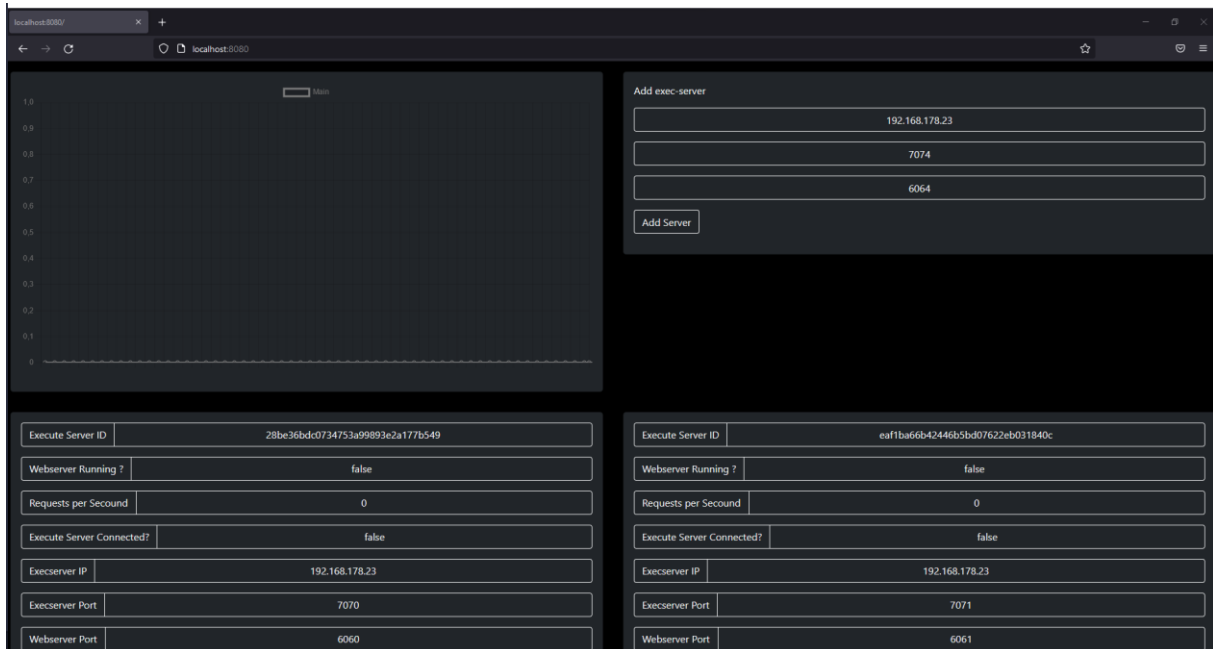 localhost:8080/
localhost:8080
Main
1,0
0,9
0,8
0,7
0,6
0,5
0,4
0,3
0,2
0,1
0
Add exec-server
192.168.178.23
7074
6064
Add Server
Execute Server ID 28be36bdc0734753a99893e2a177b549
Webserver Running ? false
Requests per Secound 0
Execute Server Connected? false
Execserver IP 192.168.178.23
Execserver Port 7070
Webserver Port 6060
Execute Server ID eaf1ba66b42446b5bd07622eb031840c
Webserver Running ? false
Requests per Secound 0
Execute Server Connected? false
Execserver IP 192.168.178.23
Execserver Port 7071
Webserver Port 6061